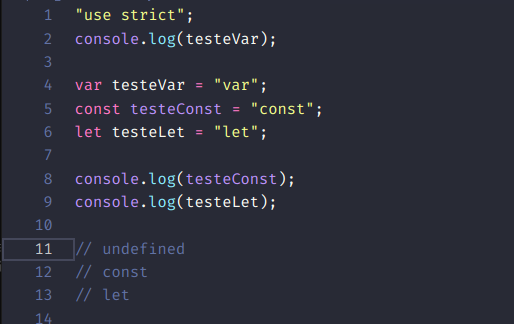 1 "use strict";
2 console.log(testeVar);
3
4 var testeVar = "var";
5 const testeConst = "const";
6 let testeLet = "let";
7
8 console.log(testeConst);
9 console.log(testeLet);
10
11 // undefined
12 // const
13 // let
14